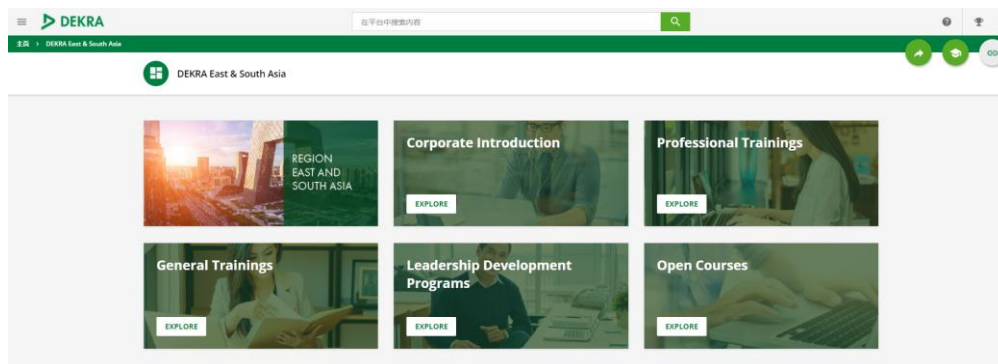 DEKRA
在平台中搜索内容
主页 > DEKRA East & South Asia
DEKRA East & South Asia
REGION
EAST AND
SOUTH ASIA
Corporate Introduction
EXPLORE
Professional Trainings
EXPLORE
General Trainings
EXPLORE
Leadership Development
Programs
EXPLORE
Open Courses
EXPLORE